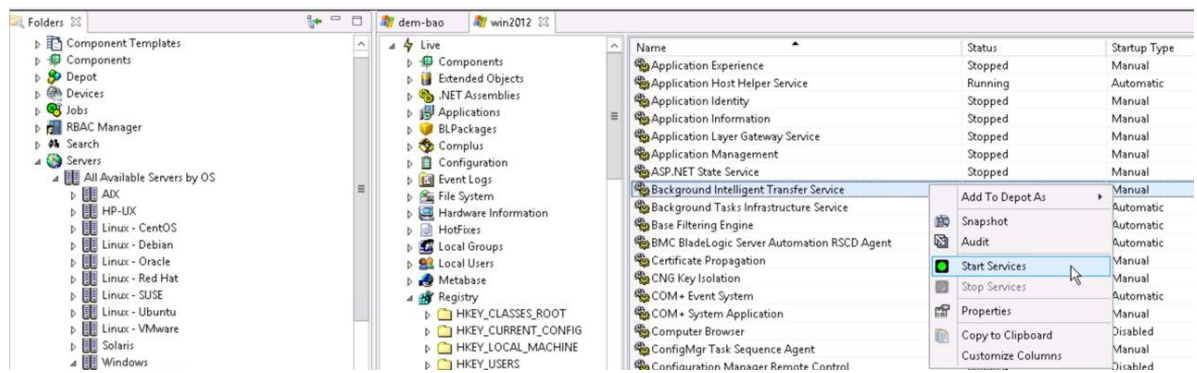 Folders
Component Templates
Components
Depot
Devices
Jobs
RBAC Manager
Search
Servers
All Available Servers by OS
AIX
HP-UX
Linux - CentOS
Linux - Debian
Linux - Oracle
Linux - Red Hat
Linux - SUSE
Linux - Ubuntu
Linux - VMware
Solaris
Windows
dem-bao win2012
Live
Components
Extended Objects
.NET Assemblies
Applications
BLPackages
Complus
Configuration
Event Logs
File System
Hardware Information
HotFixes
Local Groups
Local Users
Metabase
Registry
HKEY_CLASSES_ROOT
HKEY_CURRENT_CONFIG
HKEY_LOCAL_MACHINE
HKEY_USERS
Name Status Startup Type
Application Experience Stopped Manual
Application Host Helper Service Running Automatic
Application Identity Stopped Manual
Application Information Stopped Manual
Application Layer Gateway Service Stopped Manual
Application Management Stopped Manual
ASP.NET State Service Stopped Manual
Background Intelligent Transfer Service Manual
Background Tasks Infrastructure Service Automatic
Base Filtering Engine Automatic
BMC BladeLogic Server Automation RSCD Agent Automatic
Certificate Propagation Manual
CNG Key Isolation Manual
COM+ Event System Automatic
COM+ System Application Manual
Computer Browser Disabled
ConfigMgr Task Sequence Agent Manual
Configuration Manager Remote Control Disabled
Add To Depot As
Snapshot
Audit
Start Services
Stop Services
Properties
Copy to Clipboard
Customize Columns